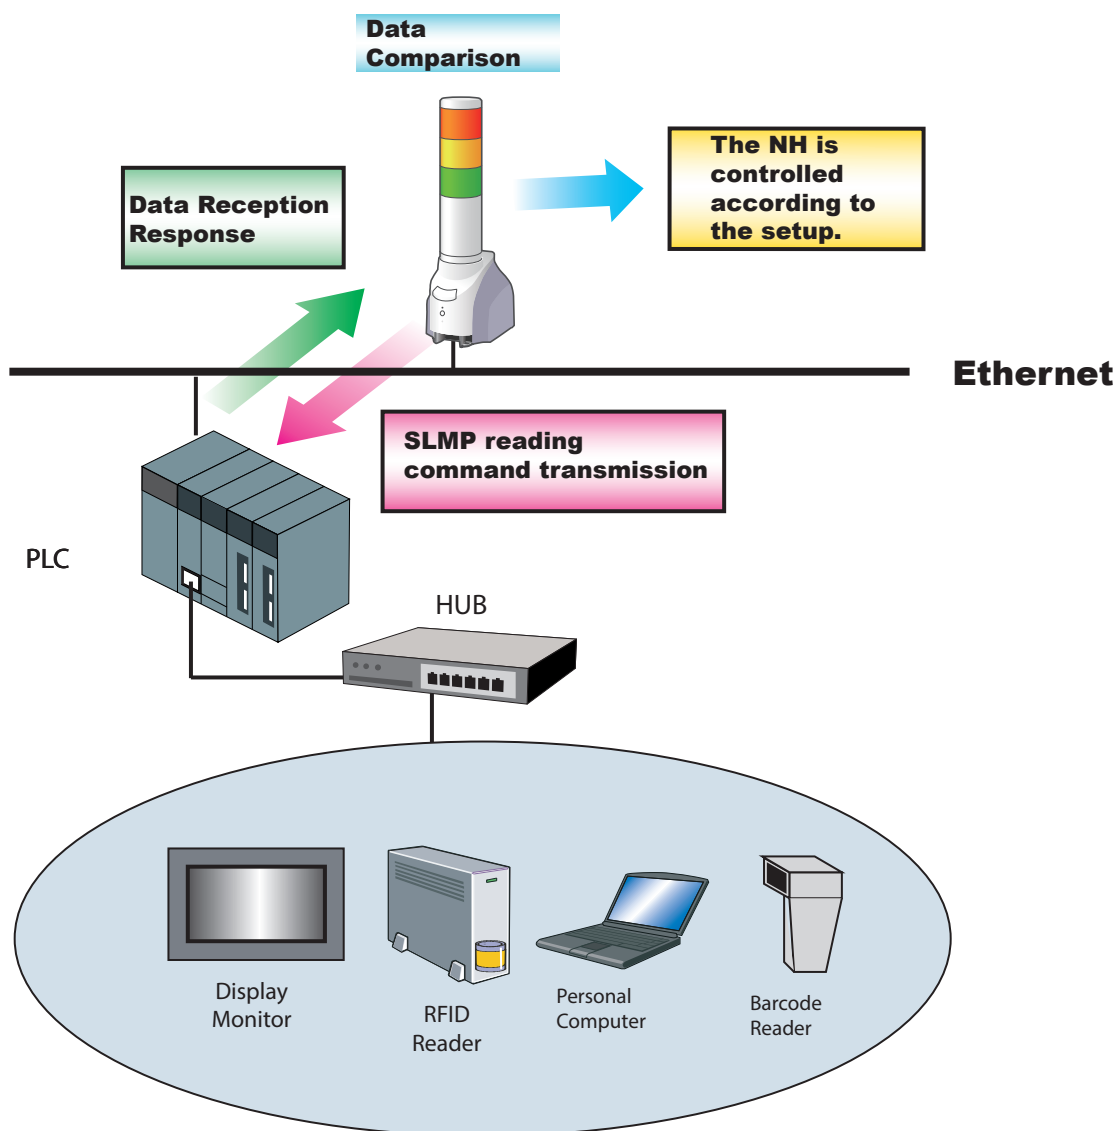 Data
Comparison
The NH is
controlled
according to
the setup.
Data Reception
Response
Ethernet
SLMP reading
command transmission
PLC
HUB
Display
Monitor
RFID
Reader
Personal
Computer
Barcode
Reader